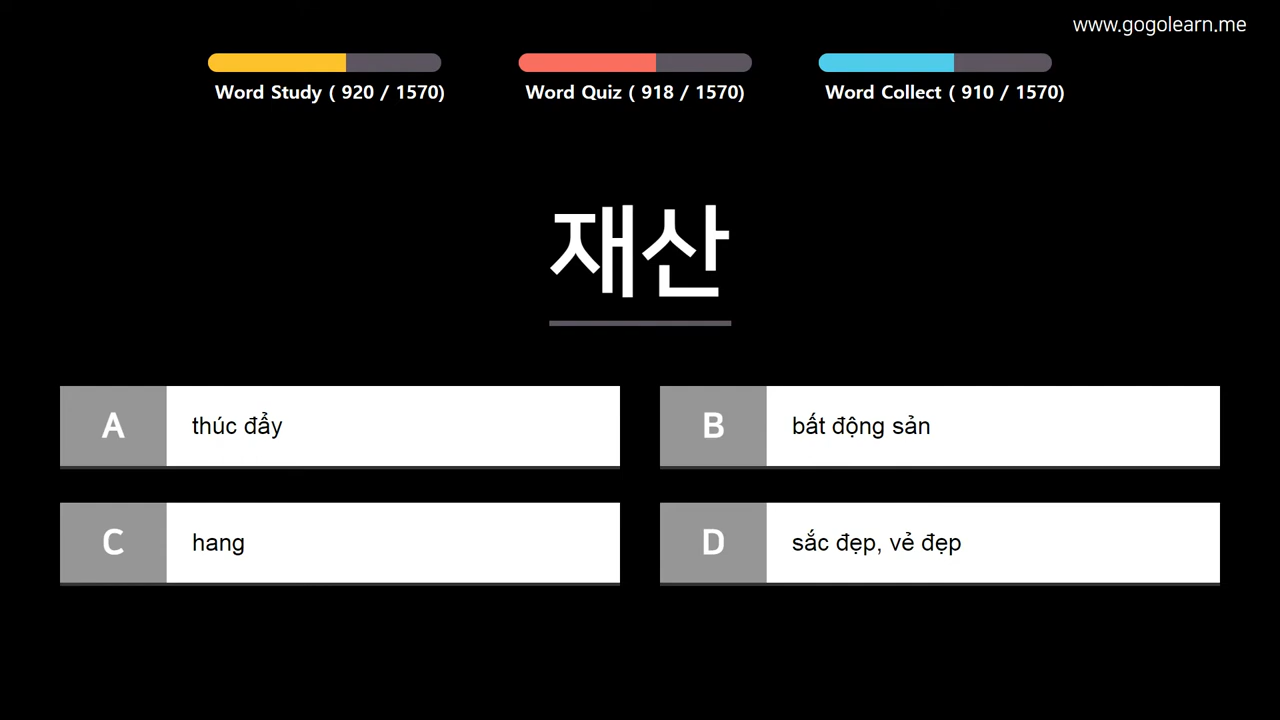 www.gogolearn.me
Word Study ( 920 / 1570)
Word Quiz ( 918 / 1570)
Word Collect ( 910 / 1570)
재산
A thúc đẩy
B bất động sản
C hang
D sắc đẹp, vẻ đẹp